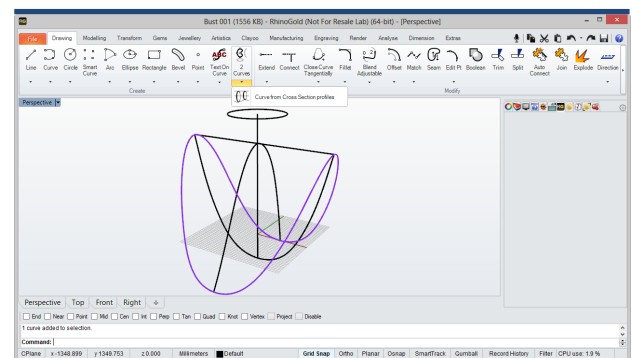 Bust 001 (1556 KB) - RhinoGold (Not For Resale Lab) (64-bit) - [Perspective]
File Drawing Modelling Transform Gems Jewellery Artistics Clayoo Manufacturing Engraving Render Analyse Dimension Extras
Line Curve Circle Smart Curve Arc Ellipse Rectangle Bevel Point Text On Curve 2 Curves Extend Connect Close Curve Tangentially Fillet Blend Adjustable Offset Match Seam Edit Pt Boolean Trim Split Auto Connect Join Explode Direction
Create Modify
Curve from Cross Section profiles
Perspective
Perspective Top Front Right
End Near Point Mid Cen Int Perp Tan Quad Knot Vertex Project Disable
1 curve added to selection.
Command:
CPlane x -1348.899 y 1349.753 z 0.000 Millimeters Default Grid Snap Ortho Planar Osnap SmartTrack Gumball Record History Filter CPU use: 1.9 %